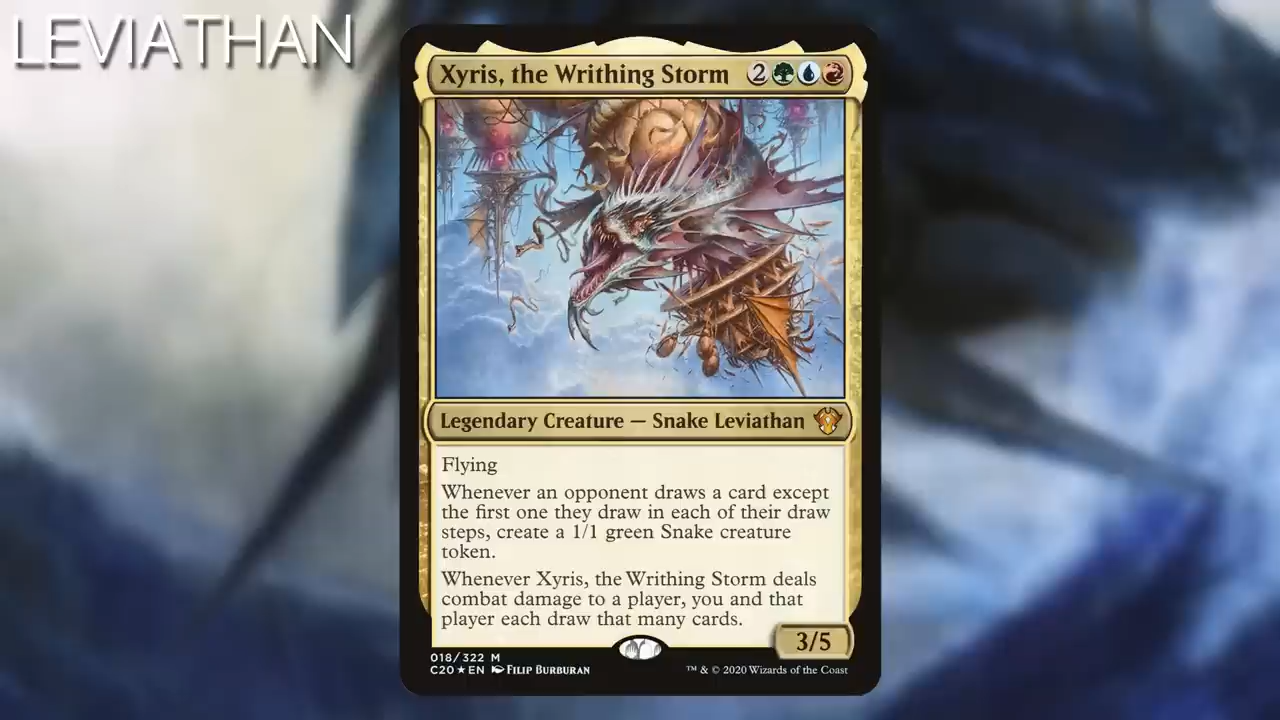 LEVIATHAN
Xyris, the Writhing Storm 2
Legendary Creature — Snake Leviathan
Flying
Whenever an opponent draws a card except
the first one they draw in each of their draw
steps, create a 1/1 green Snake creature
token.
Whenever Xyris, the Writhing Storm deals
combat damage to a player, you and that
player each draw that many cards.
3/5
018/322 M
C20★EN Filip Burburan
™ & © 2020 Wizards of the Coast